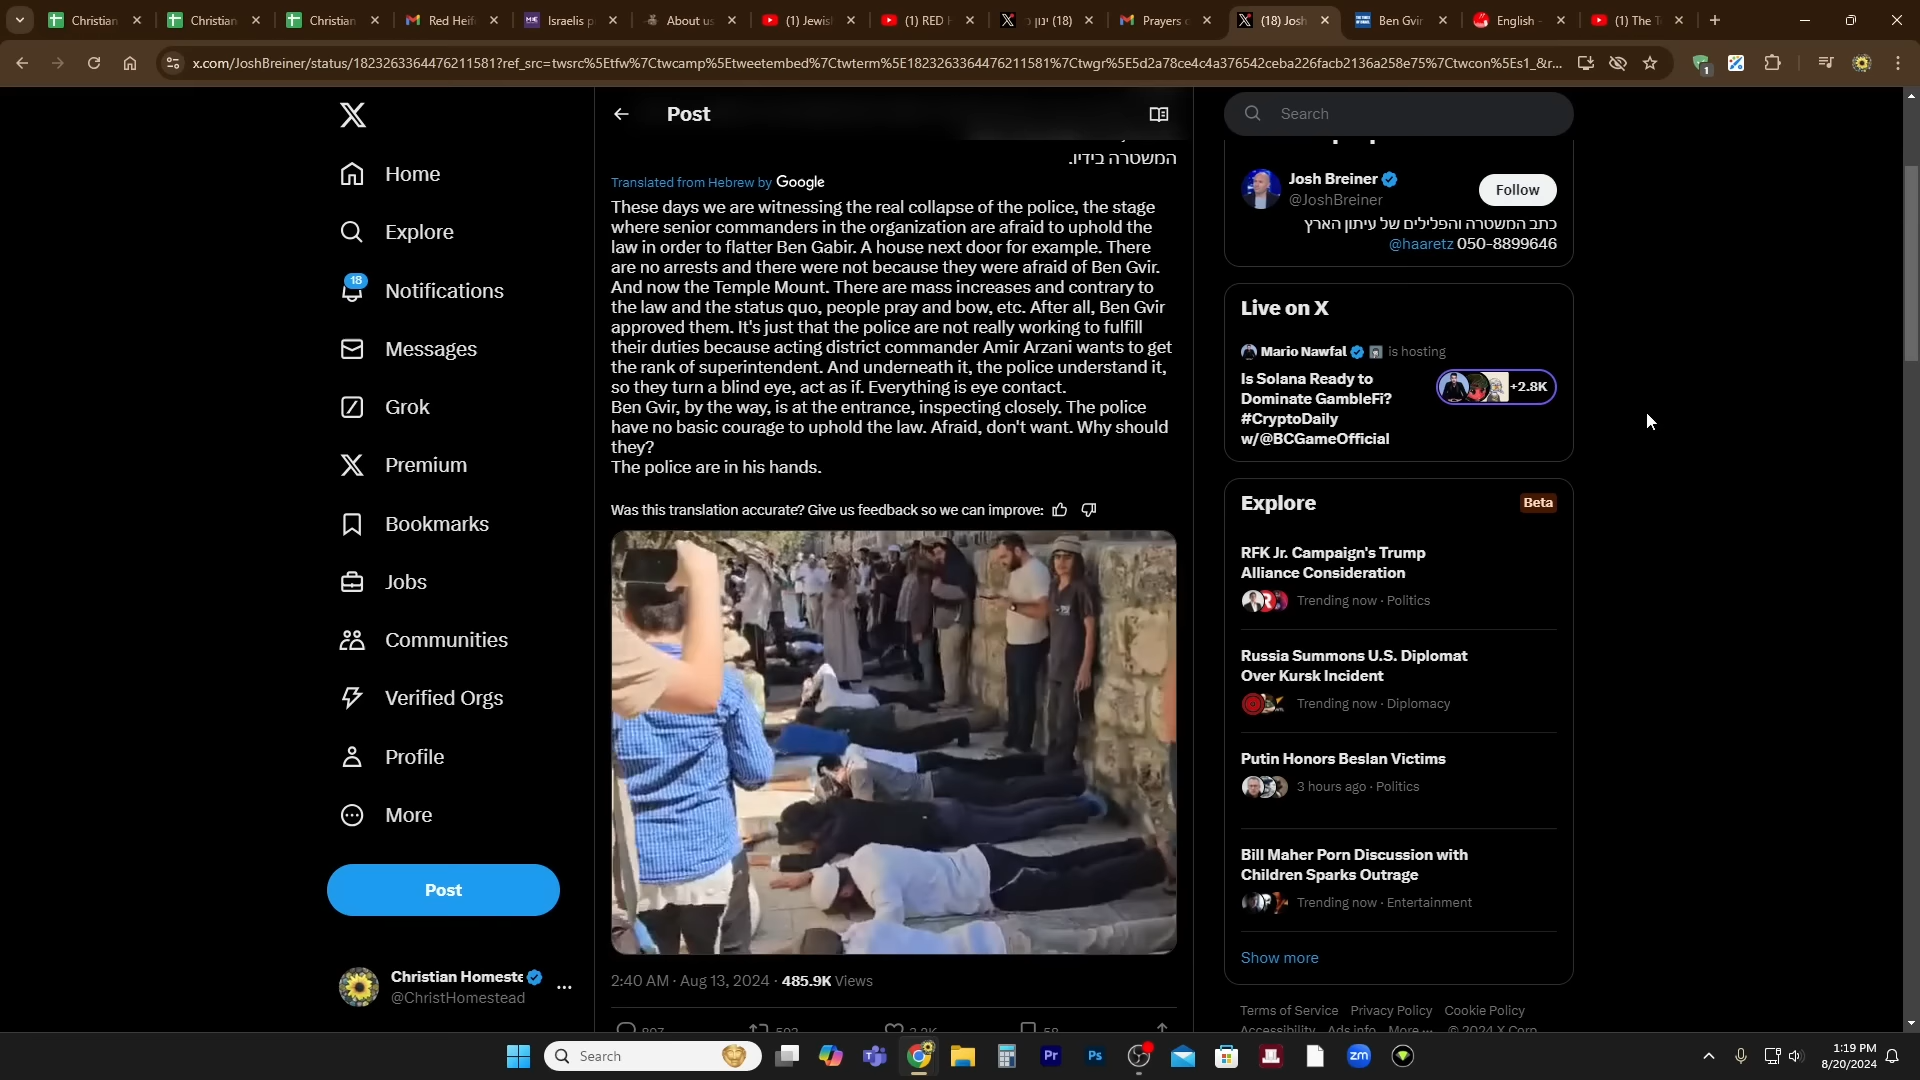 Christian
Christian
Christian
Red Heif
Israelis p
About us
(1) Jewis
(1) RED H
(18) ינון
Prayers o
(18) Josh
Ben Gvir
English -
(1) The T
x.com/JoshBreiner/status/1823263364476211581?ref_src=twsrc%5Etfw%7Ctwcamp%5Etweetembed%7Ctwterm%5E1823263364476211581%7Ctwgr%5E5d2a78ce4c4a376542ceba226facb2136a258e75%7Ctwcon%5Es1_&r...
1
Home
Explore
18
Notifications
Messages
Grok
Premium
Bookmarks
Jobs
Communities
Verified Orgs
Profile
More
Post
Christian Homeste
@ChristHomestead
Post
המשטרה בידיו.
Translated from Hebrew by Google
These days we are witnessing the real collapse of the police, the stage
where senior commanders in the organization are afraid to uphold the
law in order to flatter Ben Gabir. A house next door for example. There
are no arrests and there were not because they were afraid of Ben Gvir.
And now the Temple Mount. There are mass increases and contrary to
the law and the status quo, people pray and bow, etc. After all, Ben Gvir
approved them. It's just that the police are not really working to fulfill
their duties because acting district commander Amir Arzani wants to get
the rank of superintendent. And underneath it, the police understand it,
so they turn a blind eye, act as if. Everything is eye contact.
Ben Gvir, by the way, is at the entrance, inspecting closely. The police
have no basic courage to uphold the law. Afraid, don't want. Why should
they?
The police are in his hands.
Was this translation accurate? Give us feedback so we can improve:
2:40 AM · Aug 13, 2024 · 485.9K Views
Search
Josh Breiner
@JoshBreiner
Follow
כתב המשטרה והפלילים של עיתון הארץ
@haaretz 050-8899646
Live on X
Mario Nawfal is hosting
Is Solana Ready to
Dominate GambleFi?
#CryptoDaily
w/@BCGameOfficial
+2.8K
Explore
Beta
RFK Jr. Campaign's Trump
Alliance Consideration
Trending now · Politics
Russia Summons U.S. Diplomat
Over Kursk Incident
Trending now · Diplomacy
Putin Honors Beslan Victims
3 hours ago · Politics
Bill Maher Porn Discussion with
Children Sparks Outrage
Trending now · Entertainment
Show more
Terms of Service Privacy Policy Cookie Policy
Accessibility Ads info More ··· © 2024 X Corp.
Search
Pr
Ps
zm
1:19 PM
8/20/2024